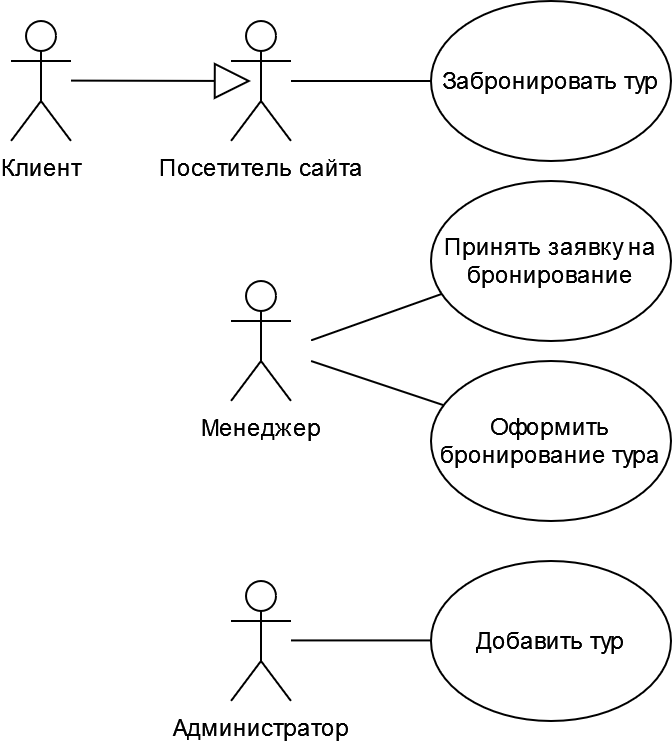 Забронировать тур
Клиент
Посетитель сайта
Принять заявку на
бронирование
Менеджер
Оформить
бронирование тура
Добавить тур
Администратор